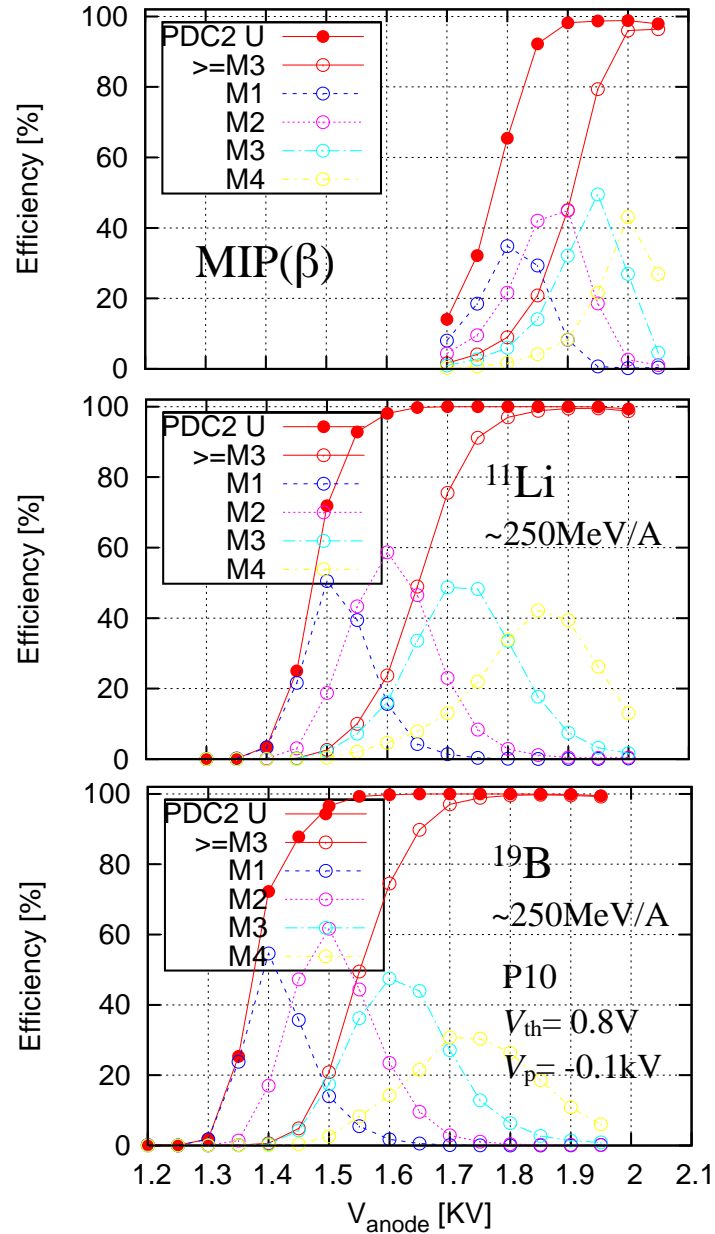 100
80
60
40
20
0
Efficiency [%]
PDC2 U
>=M3
M1
M2
M3
M4
MIP(β)
100
80
60
40
20
0
Efficiency [%]
PDC2 U
>=M3
M1
M2
M3
M4
¹¹Li
~250MeV/A
100
80
60
40
20
0
Efficiency [%]
PDC2 U
>=M3
M1
M2
M3
M4
¹⁹B
~250MeV/A
P10
Vth= 0.8V
Vp= -0.1kV
1.2 1.3 1.4 1.5 1.6 1.7 1.8 1.9 2 2.1
Vanode [KV]